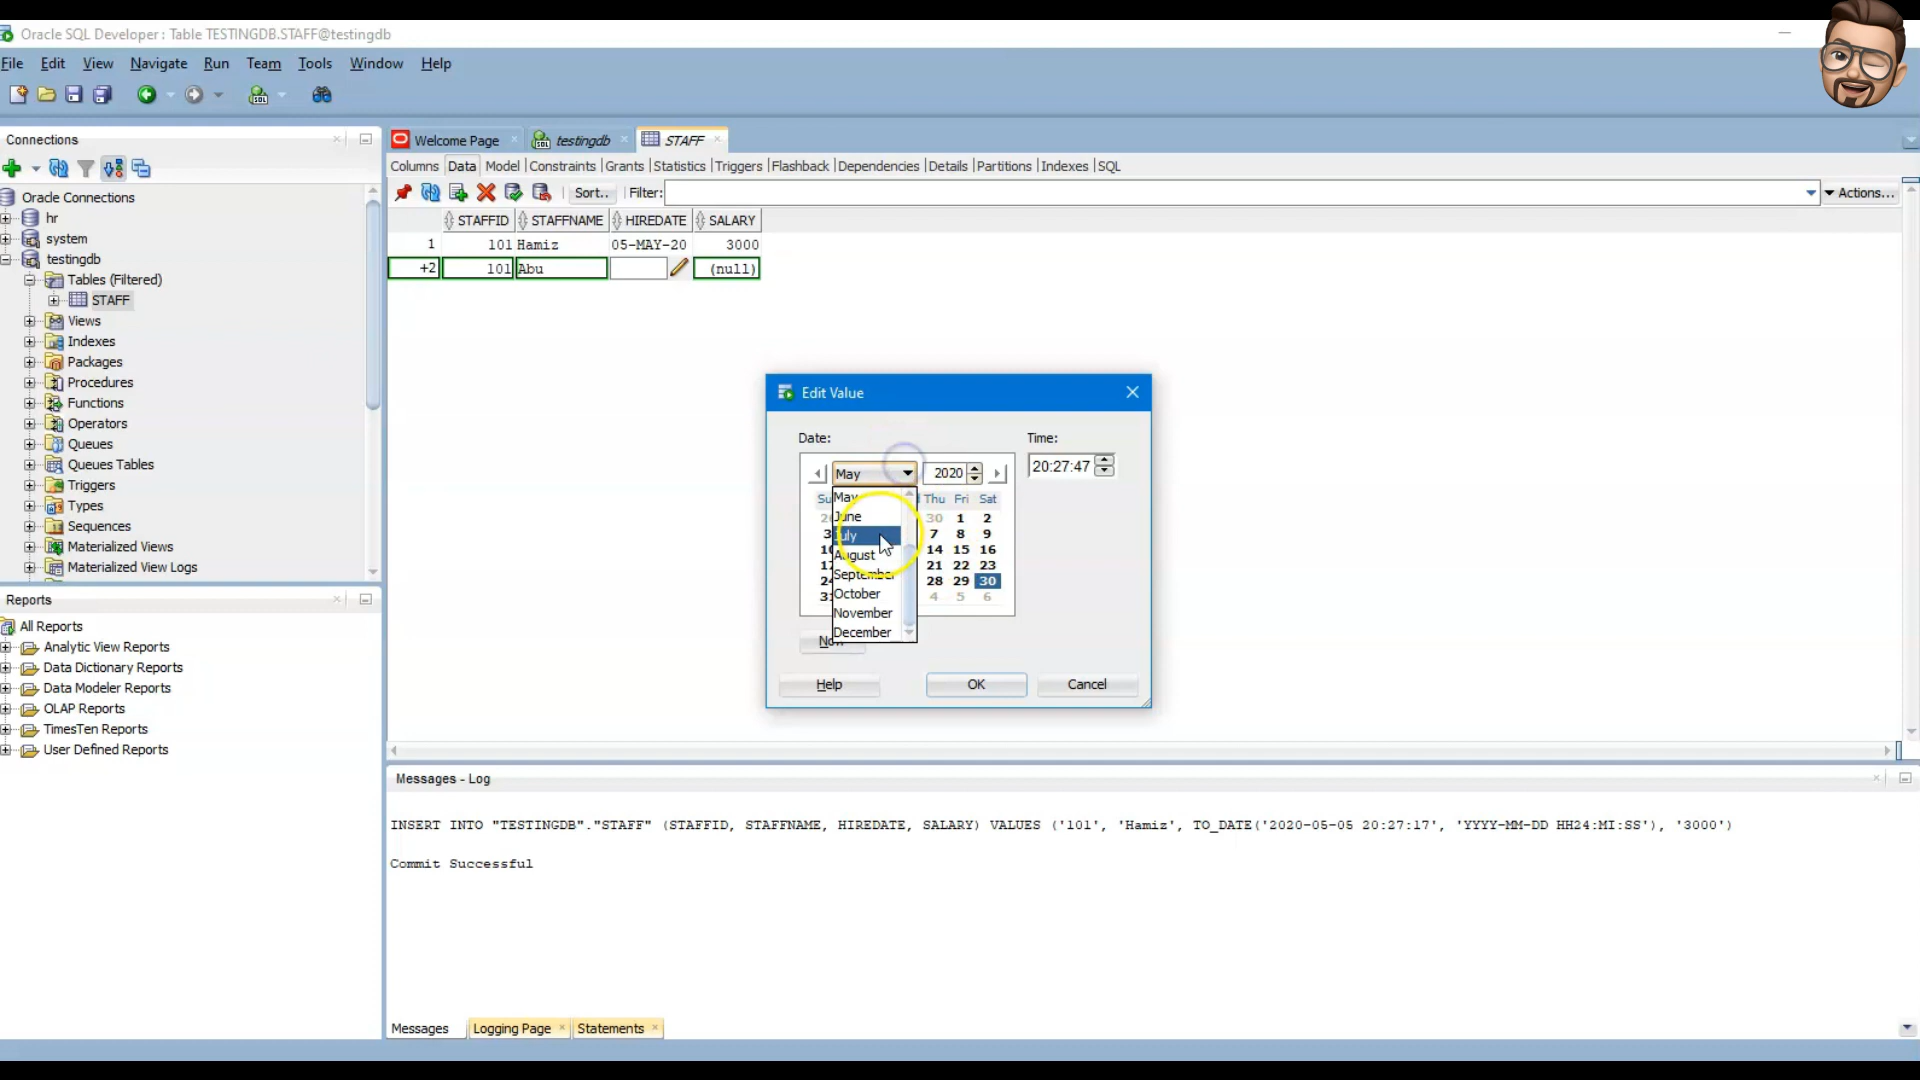 Oracle SQL Developer : Table TESTINGDB.STAFF@testingdb
File Edit View Navigate Run Team Tools Window Help
Connections
Oracle Connections
hr
system
testingdb
Tables (Filtered)
STAFF
Views
Indexes
Packages
Procedures
Functions
Operators
Queues
Queues Tables
Triggers
Types
Sequences
Materialized Views
Materialized View Logs
Reports
All Reports
Analytic View Reports
Data Dictionary Reports
Data Modeler Reports
OLAP Reports
TimesTen Reports
User Defined Reports
Welcome Page testingdb STAFF
Columns Data Model Constraints Grants Statistics Triggers Flashback Dependencies Details Partitions Indexes SQL
Sort.. Filter: Actions...
STAFFID STAFFNAME HIREDATE SALARY
1 101 Hamiz 05-MAY-20 3000
+2 101 Abu (null)
Edit Value
Date: Time:
May 2020 20:27:47
Thu Fri Sat
30 1 2
7 8 9
14 15 16
21 22 23
28 29 30
4 5 6
May
June
July
August
September
October
November
December
Now
Help OK Cancel
Messages - Log
INSERT INTO "TESTINGDB"."STAFF" (STAFFID, STAFFNAME, HIREDATE, SALARY) VALUES ('101', 'Hamiz', TO_DATE('2020-05-05 20:27:17', 'YYYY-MM-DD HH24:MI:SS'), '3000')
Commit Successful
Messages Logging Page Statements